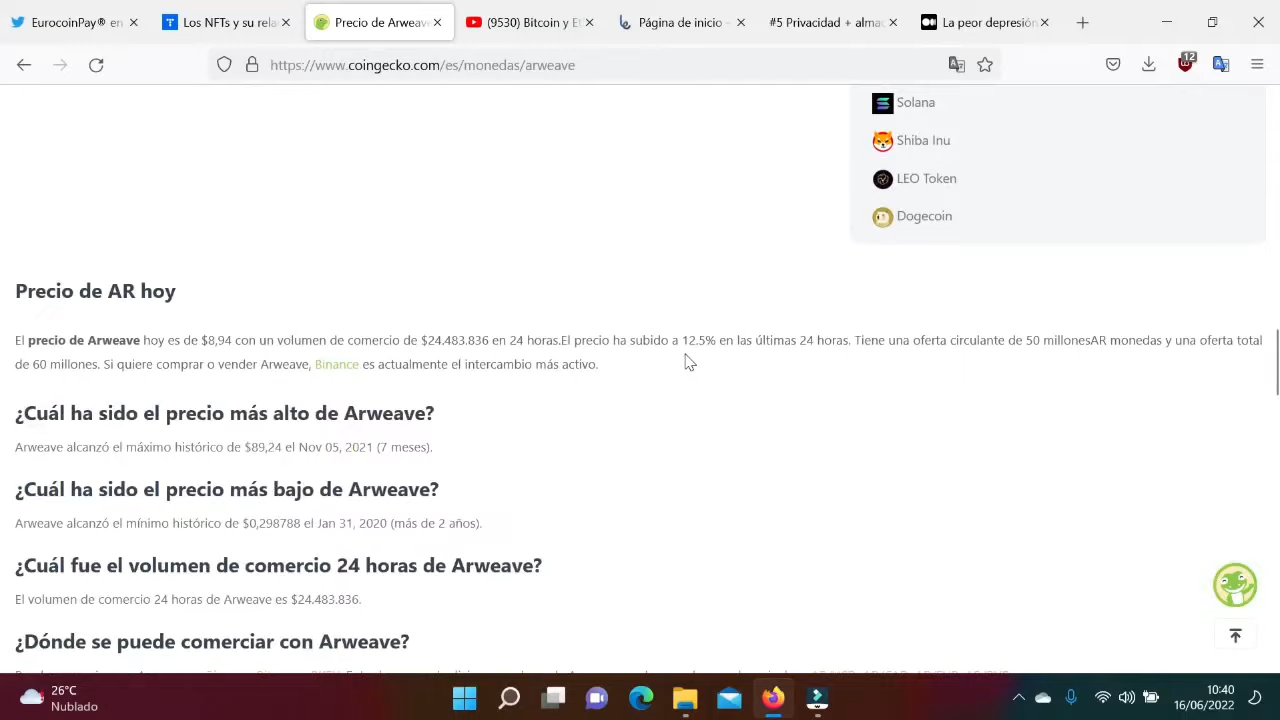 EurocoinPay® en
Los NFTs y su rela
Precio de Arweave
(9530) Bitcoin y E
Página de inicio -
#5 Privacidad + almac
La peor depresión
https://www.coingecko.com/es/monedas/arweave
12
Solana
Shiba Inu
LEO Token
Dogecoin
Precio de AR hoy
El precio de Arweave hoy es de $8,94 con un volumen de comercio de $24.483.836 en 24 horas.El precio ha subido a 12.5% en las últimas 24 horas. Tiene una oferta circulante de 50 millonesAR monedas y una oferta total
de 60 millones. Si quiere comprar o vender Arweave, Binance es actualmente el intercambio más activo.
¿Cuál ha sido el precio más alto de Arweave?
Arweave alcanzó el máximo histórico de $89,24 el Nov 05, 2021 (7 meses).
¿Cuál ha sido el precio más bajo de Arweave?
Arweave alcanzó el mínimo histórico de $0,298788 el Jan 31, 2020 (más de 2 años).
¿Cuál fue el volumen de comercio 24 horas de Arweave?
El volumen de comercio 24 horas de Arweave es $24.483.836.
¿Dónde se puede comerciar con Arweave?
26°C
Nublado
10:40
16/06/2022